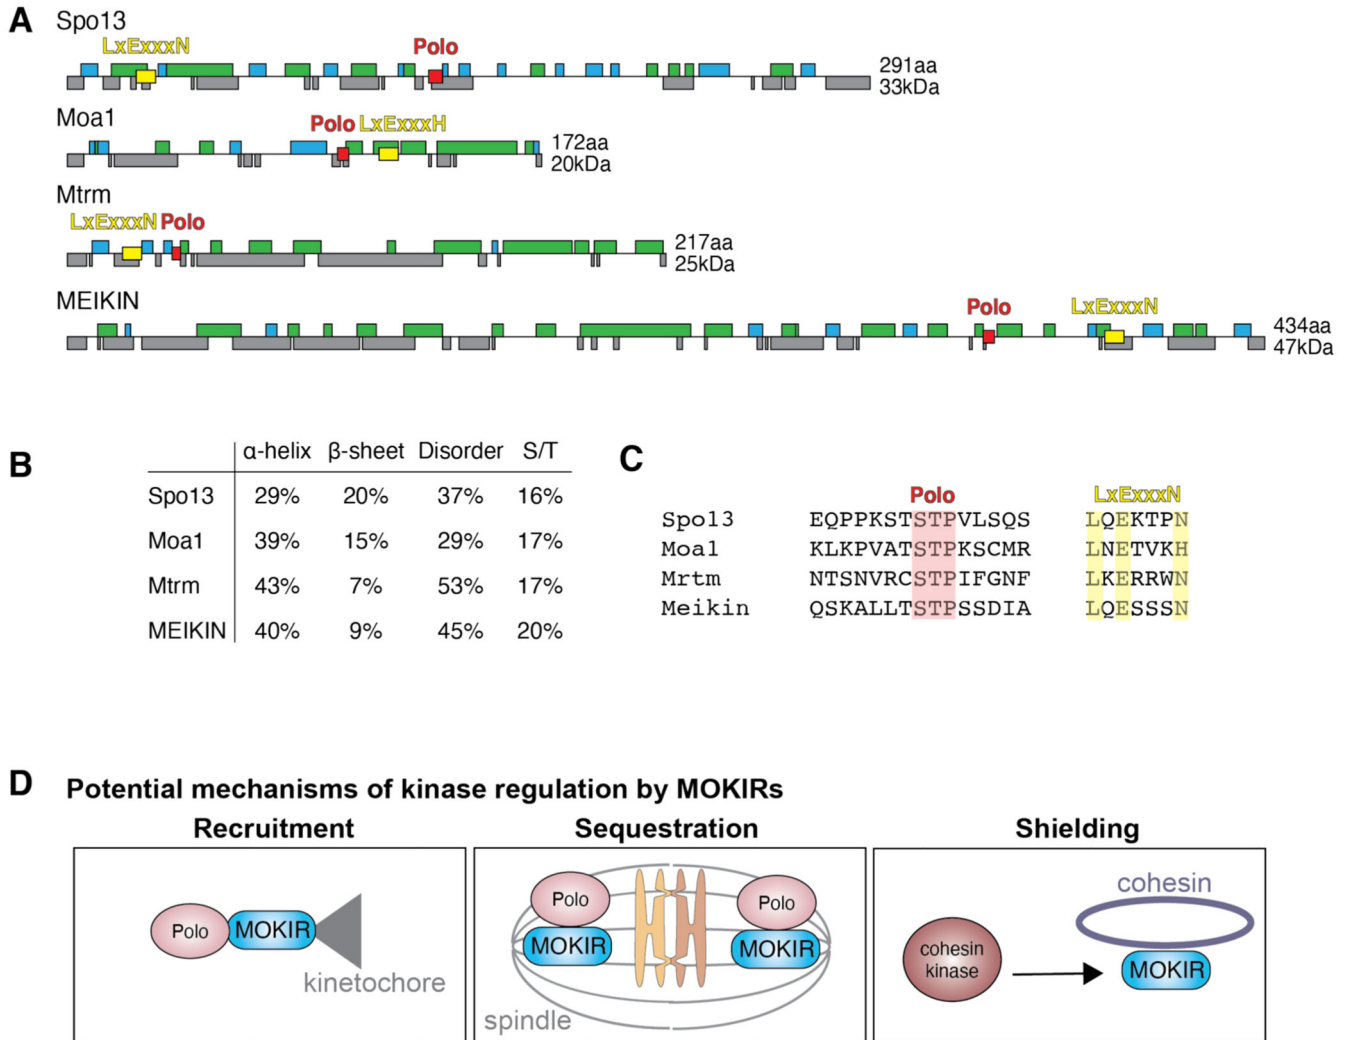 A
Spo13
LxExxxN
Polo
291aa
33kDa
Moa1
Polo LxExxxH
172aa
20kDa
Mtrm
LxExxxN Polo
217aa
25kDa
MEIKIN
Polo
LxExxxN
434aa
47kDa
B
α-helix β-sheet Disorder S/T
Spo13 29% 20% 37% 16%
Moa1 39% 15% 29% 17%
Mtrm 43% 7% 53% 17%
MEIKIN 40% 9% 45% 20%
C
Polo LxExxxN
Spo13 EQPPKSTSTPVLSQS LQEKTPN
Moa1 KLKPVATSTPKSCMR LNETVKH
Mrtm NTSNVRCSTPIFGNF LKERRWN
Meikin QSKALLTSTPSSDIA LQESSSN
D
Potential mechanisms of kinase regulation by MOKIRs
Recruitment
Polo
MOKIR
kinetochore
Sequestration
Polo
MOKIR
Polo
MOKIR
spindle
Shielding
cohesin
cohesin
kinase
MOKIR